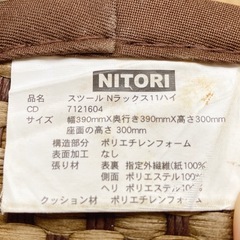 NITORI
品名 スツール Nラックス11ハイ
CD 7121604
サイズ 幅390mmX奥行き390mmX高さ300mm
座面の高さ 300mm
構造部分 ポリエチレンフォーム
表面加工 なし
張り材 表裏 指定外繊維(紙100%)
側面 ポリエステル100%
ヘリ ポリエステル100%
クッション材 ポリエチレンフォーム